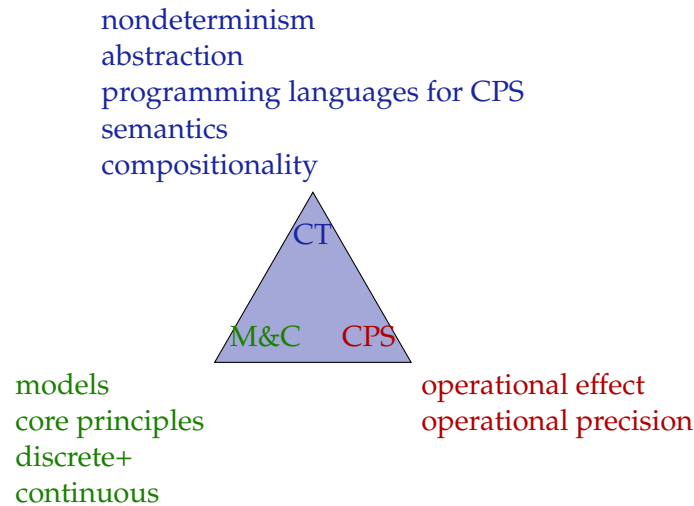 nondeterminism
abstraction
programming languages for CPS
semantics
compositionality
CT
M&C
CPS
models
core principles
discrete+
continuous
operational effect
operational precision